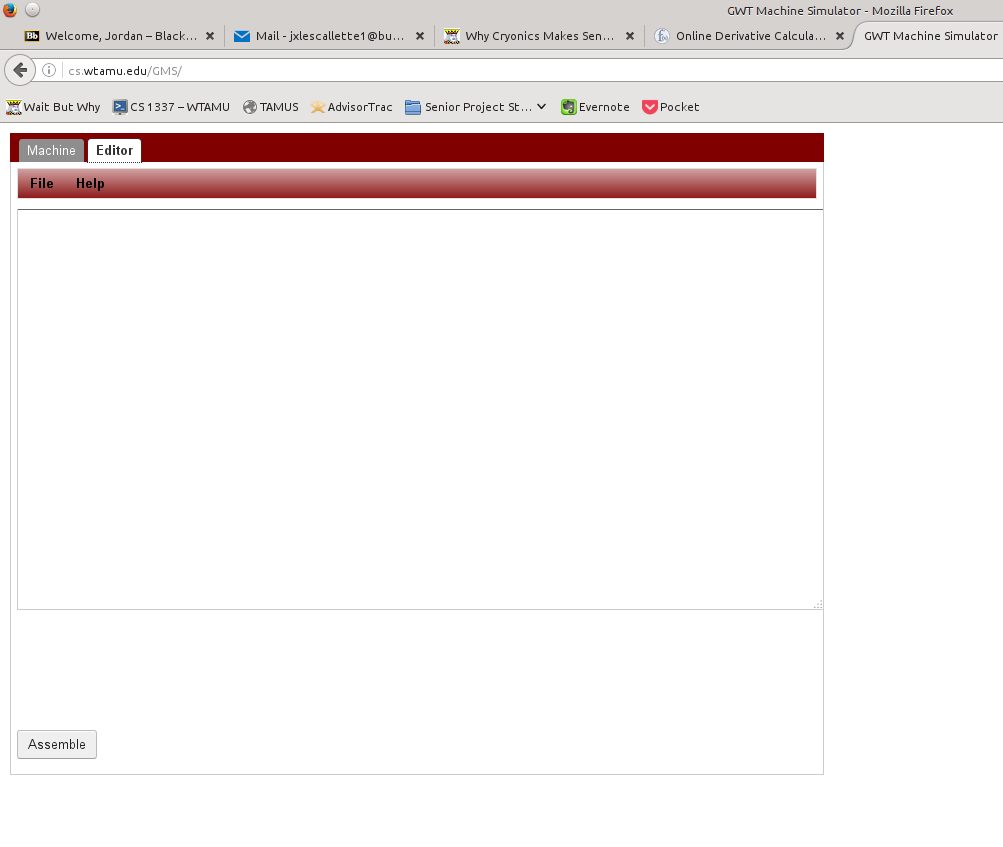 GWT Machine Simulator - Mozilla Firefox
Bb Welcome, Jordan – Black... Mail - jxlescallette1@bu... Why Cryonics Makes Sen... Online Derivative Calcula... GWT Machine Simulator
cs.wtamu.edu/GMS/
Wait But Why CS 1337 – WTAMU TAMUS AdvisorTrac Senior Project St... Evernote Pocket
Machine Editor
File Help
Assemble